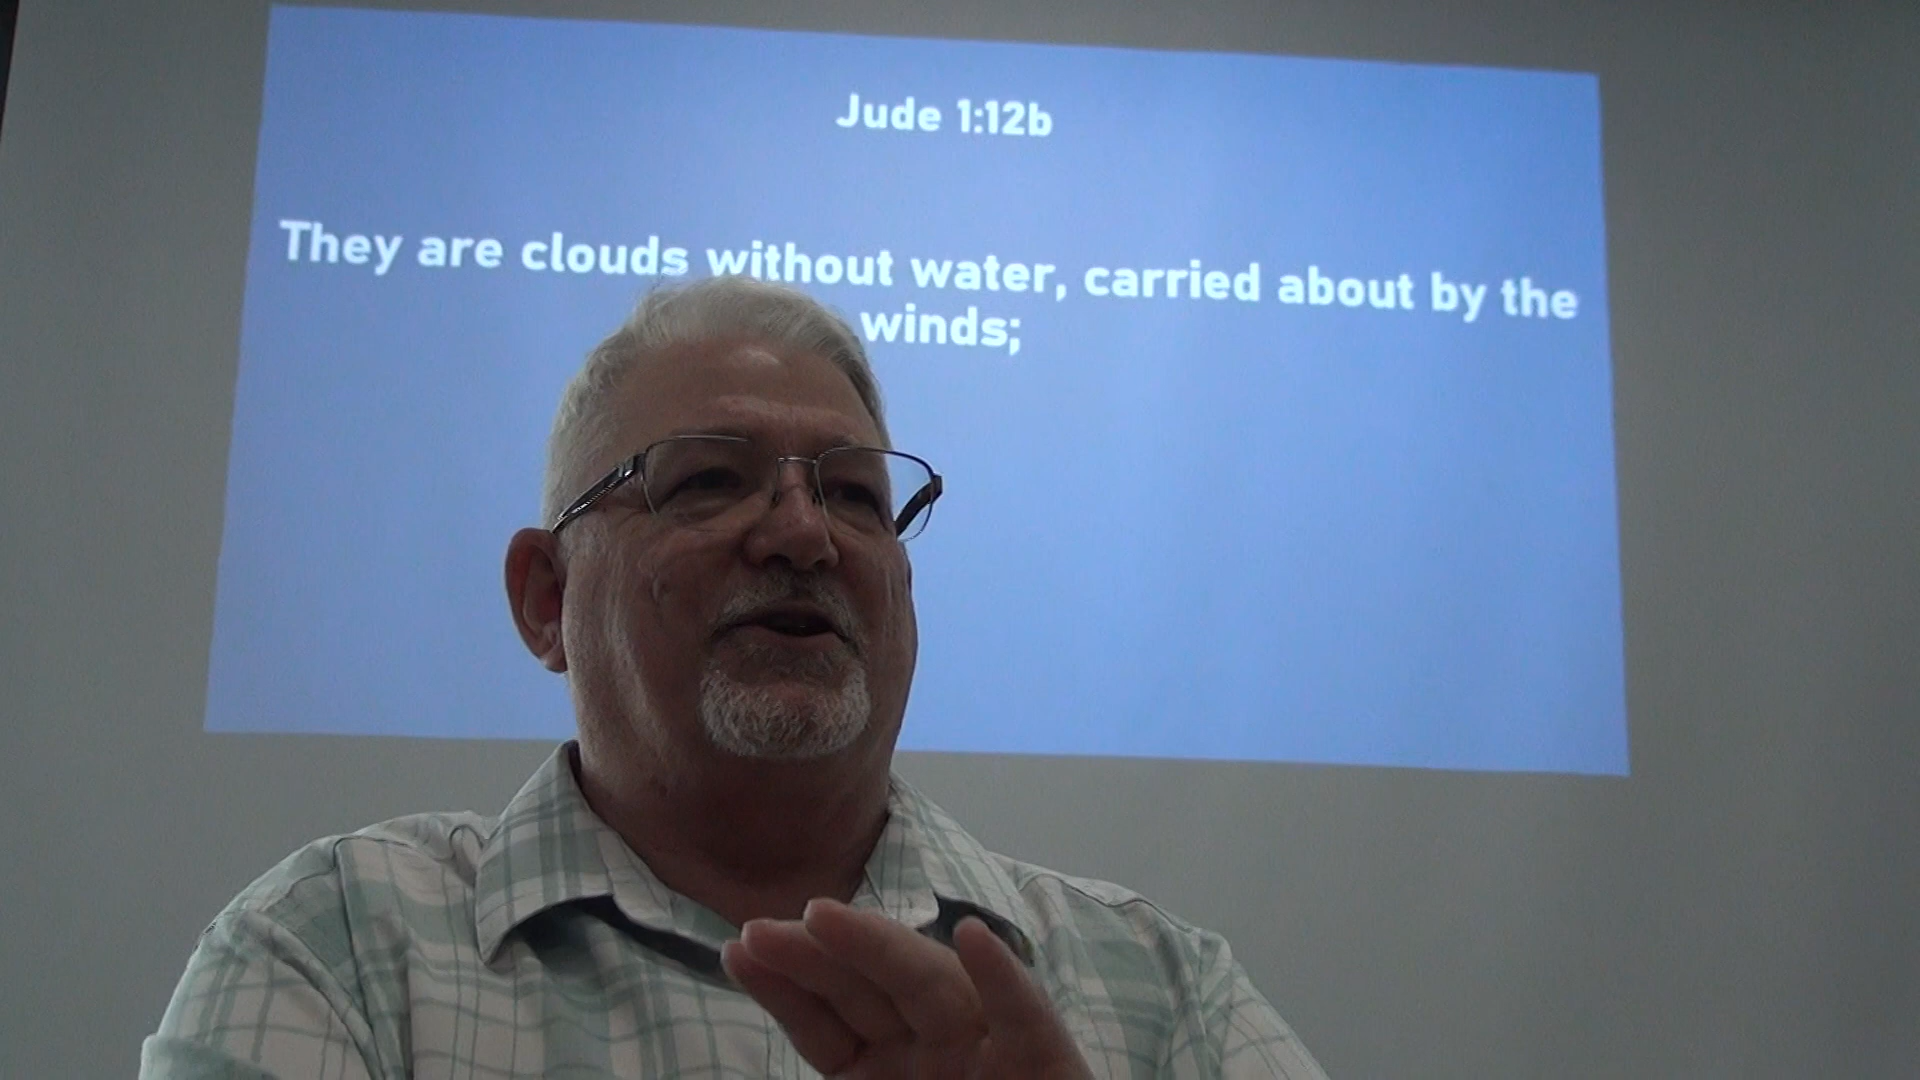 Jude 1:12b
They are clouds without water, carried about by the
winds;